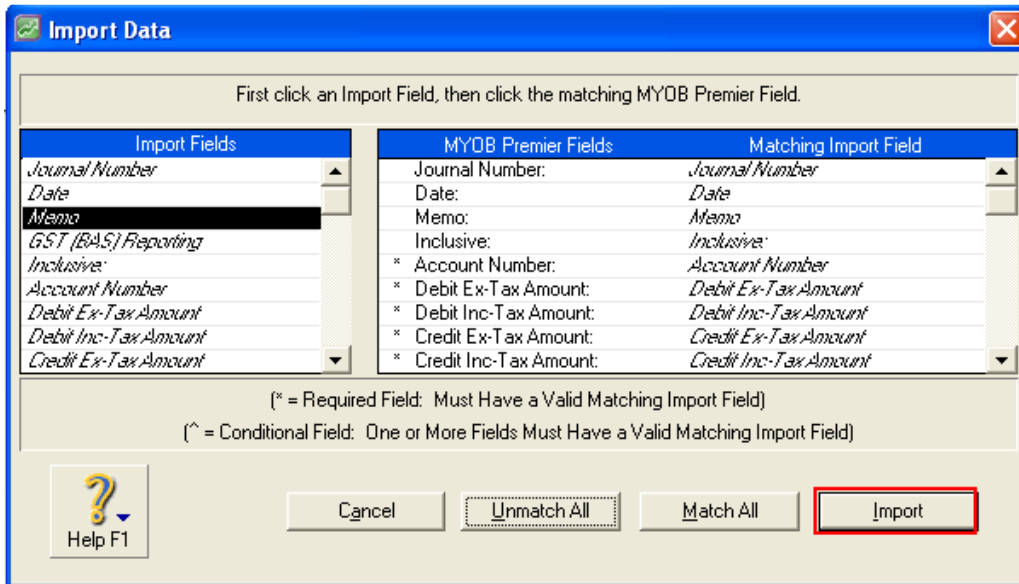 Import Data
First click an Import Field, then click the matching MYOB Premier Field.
Import Fields
Journal Number
Date
Memo
GST (BAS) Reporting
Inclusive:
Account Number
Debit Ex-Tax Amount
Debit Inc-Tax Amount
Credit Ex-Tax Amount
MYOB Premier Fields Matching Import Field
Journal Number: Journal Number
Date: Date
Memo: Memo
Inclusive: Inclusive:
* Account Number: Account Number
* Debit Ex-Tax Amount: Debit Ex-Tax Amount
* Debit Inc-Tax Amount: Debit Inc-Tax Amount
* Credit Ex-Tax Amount: Credit Ex-Tax Amount
* Credit Inc-Tax Amount: Credit Inc-Tax Amount
(* = Required Field: Must Have a Valid Matching Import Field)
(^ = Conditional Field: One or More Fields Must Have a Valid Matching Import Field)
Help F1
Cancel
Unmatch All
Match All
Import